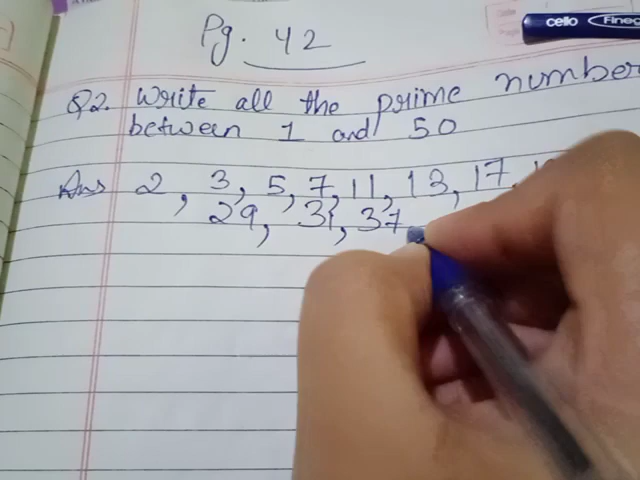 Pg. 42
cello Fineg
Q2. Write all the prime number
between 1 and 50
Ans 2, 3, 5, 7, 11, 13, 17,
29, 31, 37